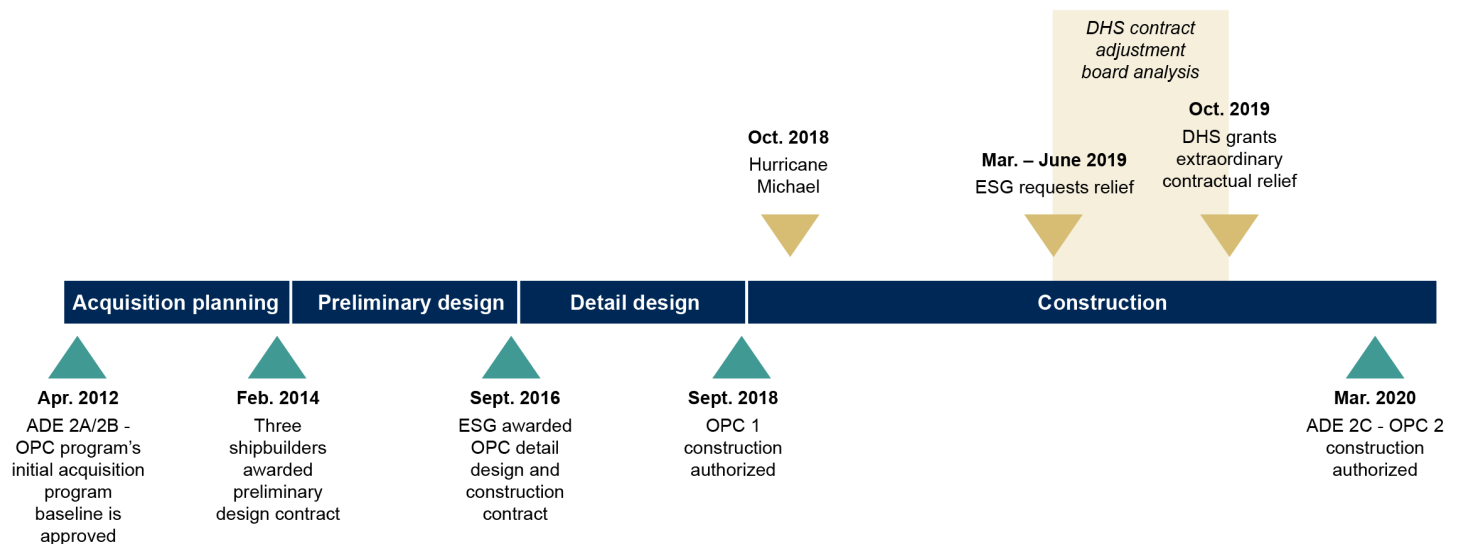 DHS contract
adjustment
board analysis
Oct. 2018
Hurricane
Michael
Mar. – June 2019
ESG requests relief
Oct. 2019
DHS grants
extraordinary
contractual relief
Acquisition planning
Preliminary design
Detail design
Construction
Apr. 2012
ADE 2A/2B -
OPC program’s
initial acquisition
program
baseline is
approved
Feb. 2014
Three
shipbuilders
awarded
preliminary
design contract
Sept. 2016
ESG awarded
OPC detail
design and
construction
contract
Sept. 2018
OPC 1
construction
authorized
Mar. 2020
ADE 2C - OPC 2
construction
authorized